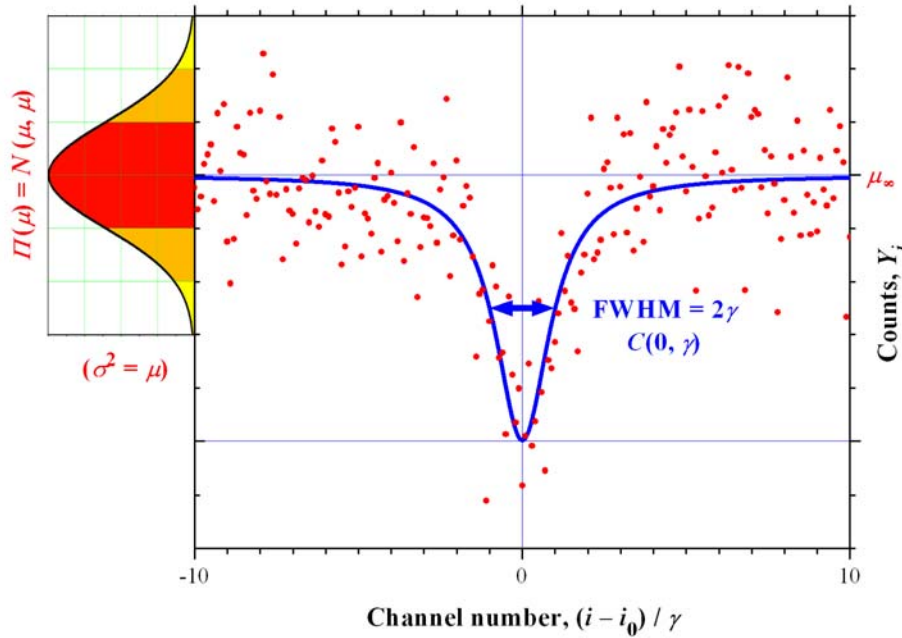 Π(μ) = N (μ, μ)
(σ² = μ)
μ∞
Counts, Yᵢ
FWHM = 2γ
C(0, γ)
-10
0
10
Channel number, (i – i₀) / γ